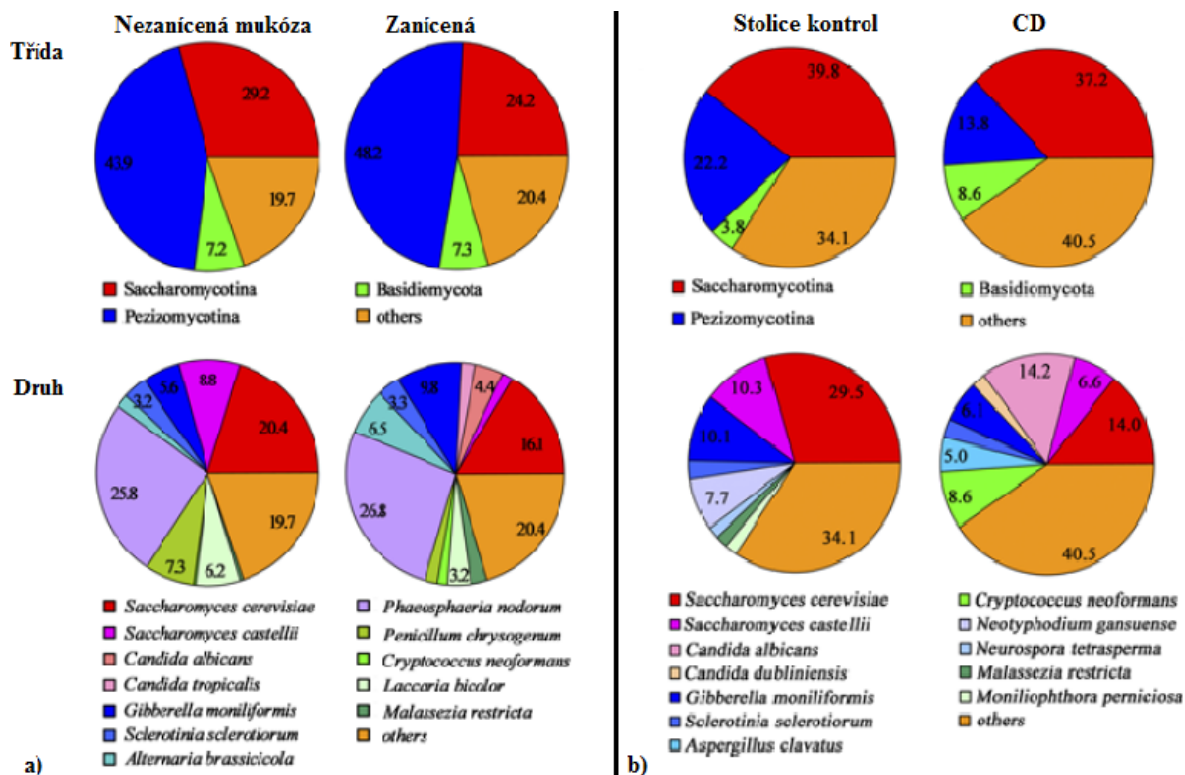 Nezanícená mukóza
Zanícená
Třída
29.2
43.9
19.7
7.2
24.2
48.2
20.4
7.3
Saccharomycotina
Pezizomycotina
Basidiomycota
others
Druh
8.8
5.6
3.2
20.4
25.8
19.7
7.3
6.2
9.8
4.4
3.3
6.5
16.1
26.8
20.4
3.2
Saccharomyces cerevisiae
Saccharomyces castellii
Candida albicans
Candida tropicalis
Gibberella moniliformis
Sclerotinia sclerotiorum
Alternaria brassicicola
Phaesphaeria nodorum
Penicillum chrysogenum
Cryptococcus neoformans
Laccaria bicolor
Malassezia restricta
others
a)
Stolice kontrol
CD
39.8
22.2
3.8
34.1
37.2
13.8
8.6
40.5
Saccharomycotina
Pezizomycotina
Basidiomycota
others
10.3
29.5
10.1
7.7
34.1
14.2
6.6
6.1
14.0
5.0
8.6
40.5
Saccharomyces cerevisiae
Saccharomyces castellii
Candida albicans
Candida dubliniensis
Gibberella moniliformis
Sclerotinia sclerotiorum
Aspergillus clavatus
Cryptococcus neoformans
Neotyphodium gansuense
Neurospora tetrasperma
Malassezia restricta
Moniliophthora perniciosa
others
b)